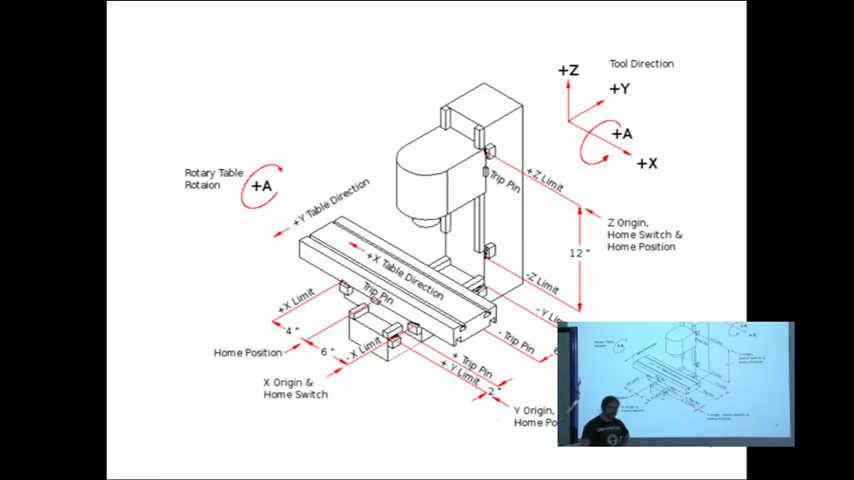 +Z
Tool Direction
+Y
+A
+X
Rotary Table
Rotaion
+A
+Y Table Direction
+Z Limit
Trip Pin
Z Origin,
Home Switch &
Home Position
12 "
+X Table Direction
-Z Limit
+X Limit
Trip Pin
4 "
- Trip Pin
Home Position
6 "
- X Limit
+ Trip Pin
+ Y Limit
2 "
X Origin &
Home Switch
Y Origin,